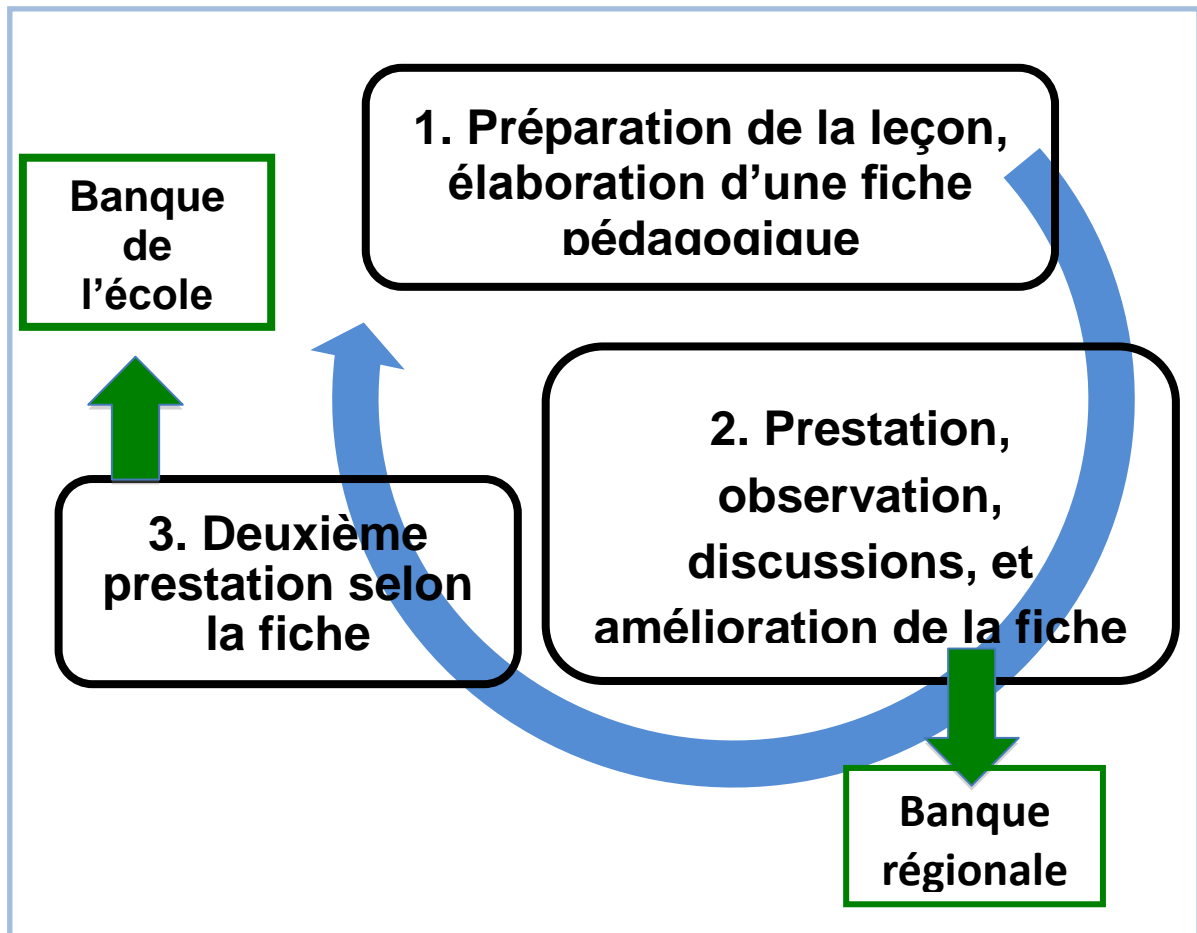 1. Préparation de la leçon,
élaboration d’une fiche
pédagogique
Banque
de
l’école
2. Prestation,
observation,
discussions, et
amélioration de la fiche
3. Deuxième
prestation selon
la fiche
Banque
régionale